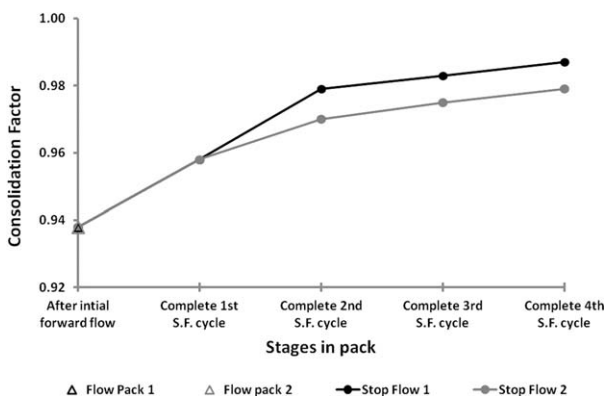 1.00
0.98
0.96
0.94
0.92
Consolidation Factor
After intial
forward flow
Complete 1st
S.F. cycle
Complete 2nd
S.F. cycle
Complete 3rd
S.F. cycle
Complete 4th
S.F. cycle
Stages in pack
Flow Pack 1
Flow pack 2
Stop Flow 1
Stop Flow 2